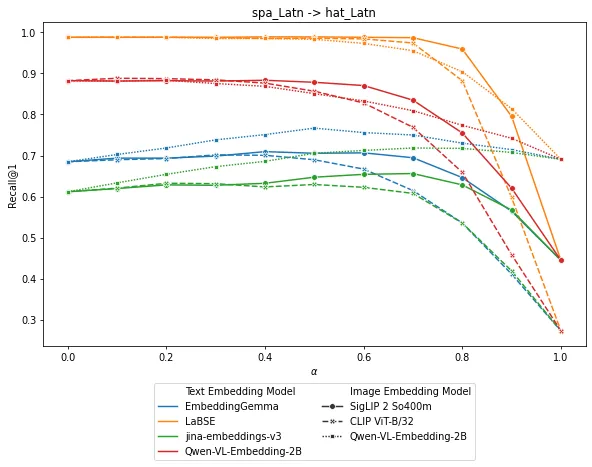 spa_Latn -> hat_Latn
1.0
0.9
0.8
0.7
0.6
0.5
0.4
0.3
Recall@1
0.0 0.2 0.4 0.6 0.8 1.0
α
Text Embedding Model
EmbeddingGemma
LaBSE
jina-embeddings-v3
Qwen-VL-Embedding-2B
Image Embedding Model
SigLIP 2 So400m
CLIP ViT-B/32
Qwen-VL-Embedding-2B